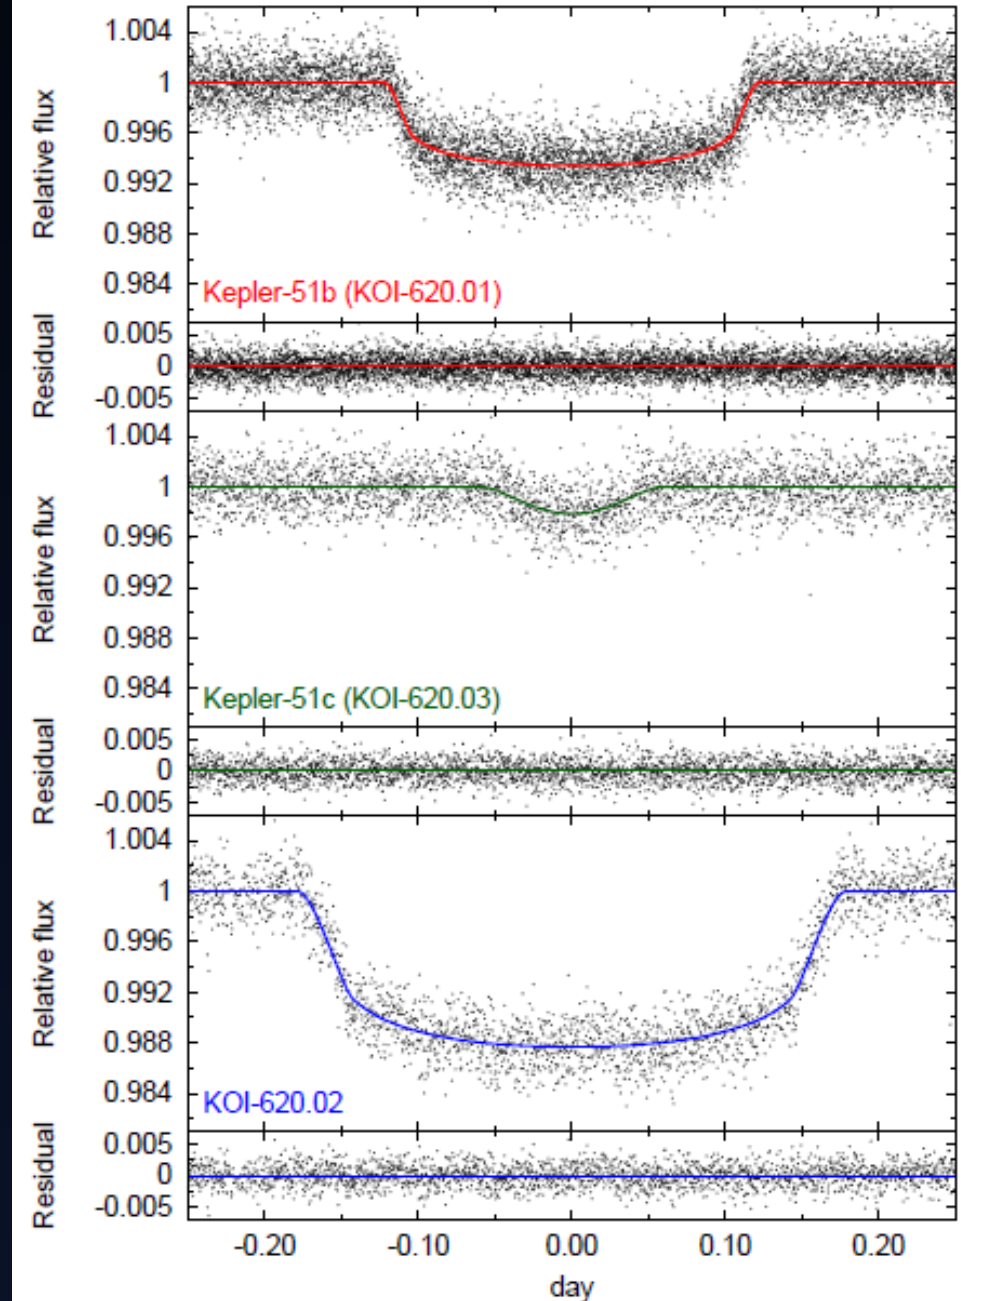 1.004
1
0.996
0.992
0.988
0.984
Relative flux
Kepler-51b (KOI-620.01)
0.005
0
-0.005
Residual
1.004
1
0.996
0.992
0.988
0.984
Relative flux
Kepler-51c (KOI-620.03)
0.005
0
-0.005
Residual
1.004
1
0.996
0.992
0.988
0.984
Relative flux
KOI-620.02
0.005
0
-0.005
Residual
-0.20 -0.10 0.00 0.10 0.20
day